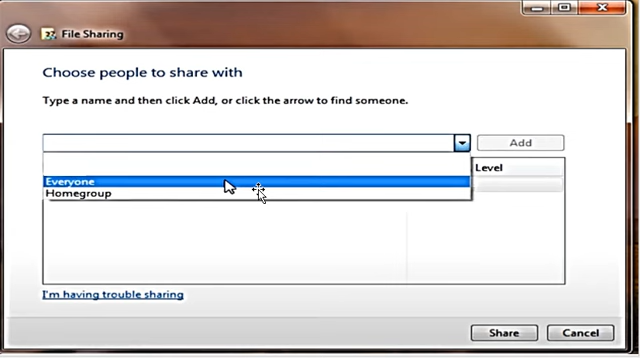 File Sharing
Choose people to share with
Type a name and then click Add, or click the arrow to find someone.
Add
Level
Everyone
Homegroup
I'm having trouble sharing
Share
Cancel